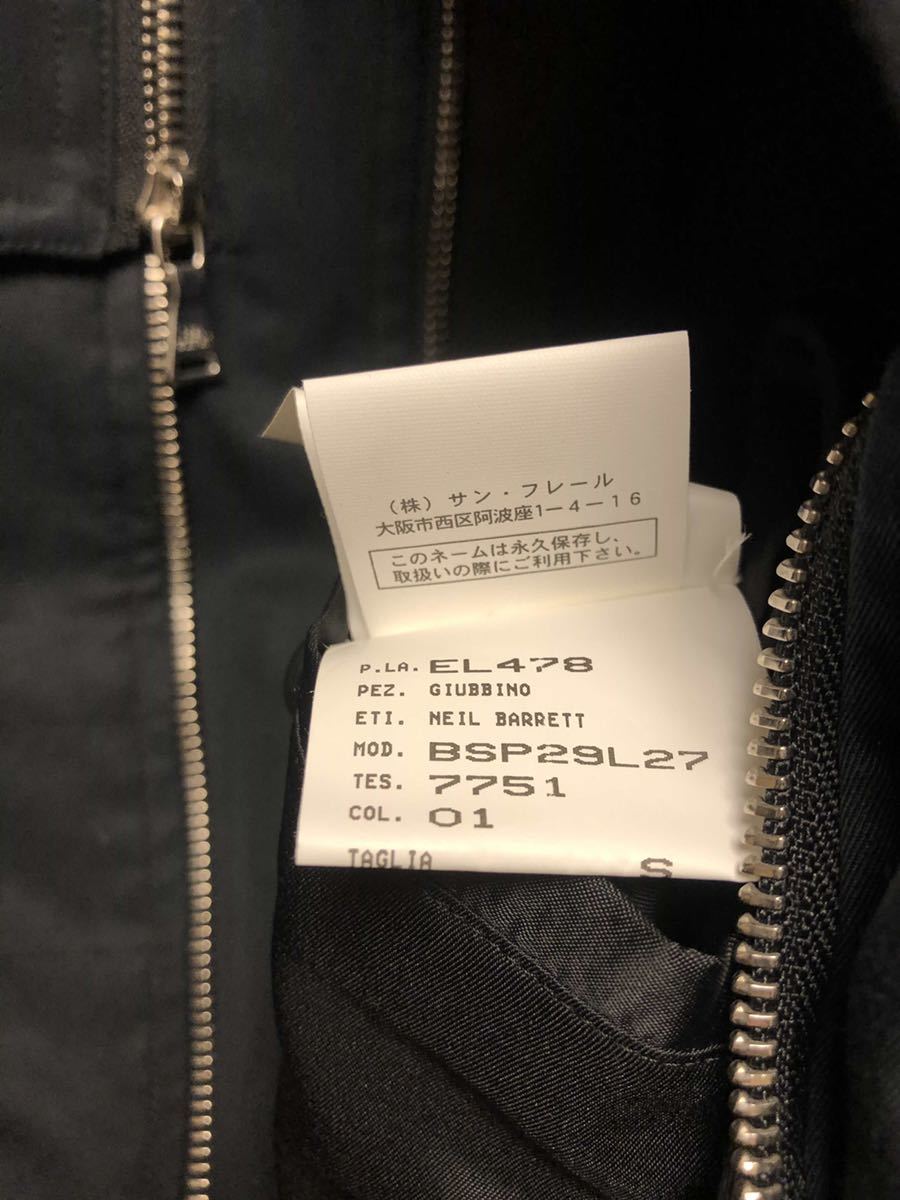 （株）サン・フレール
大阪市西区阿波座1－4－16
このネームは永久保存し、
取扱いの際にご利用下さい。
P.LA. EL478
PEZ. GIUBBINO
ETI. NEIL BARRETT
MOD. BSP29L27
TES. 7751
COL. 01
TAGLIA S